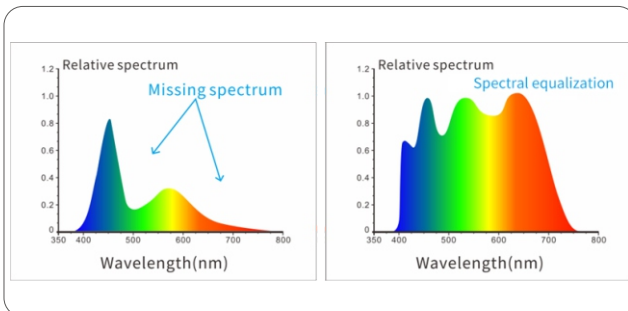 Relative spectrum
1.2
Missing spectrum
1.0
0.8
0.6
0.4
0.2
0
350 400 500 600 700 800
Wavelength(nm)
Relative spectrum
1.2
Spectral equalization
1.0
0.8
0.6
0.4
0.2
0
350 400 500 600 700 800
Wavelength(nm)